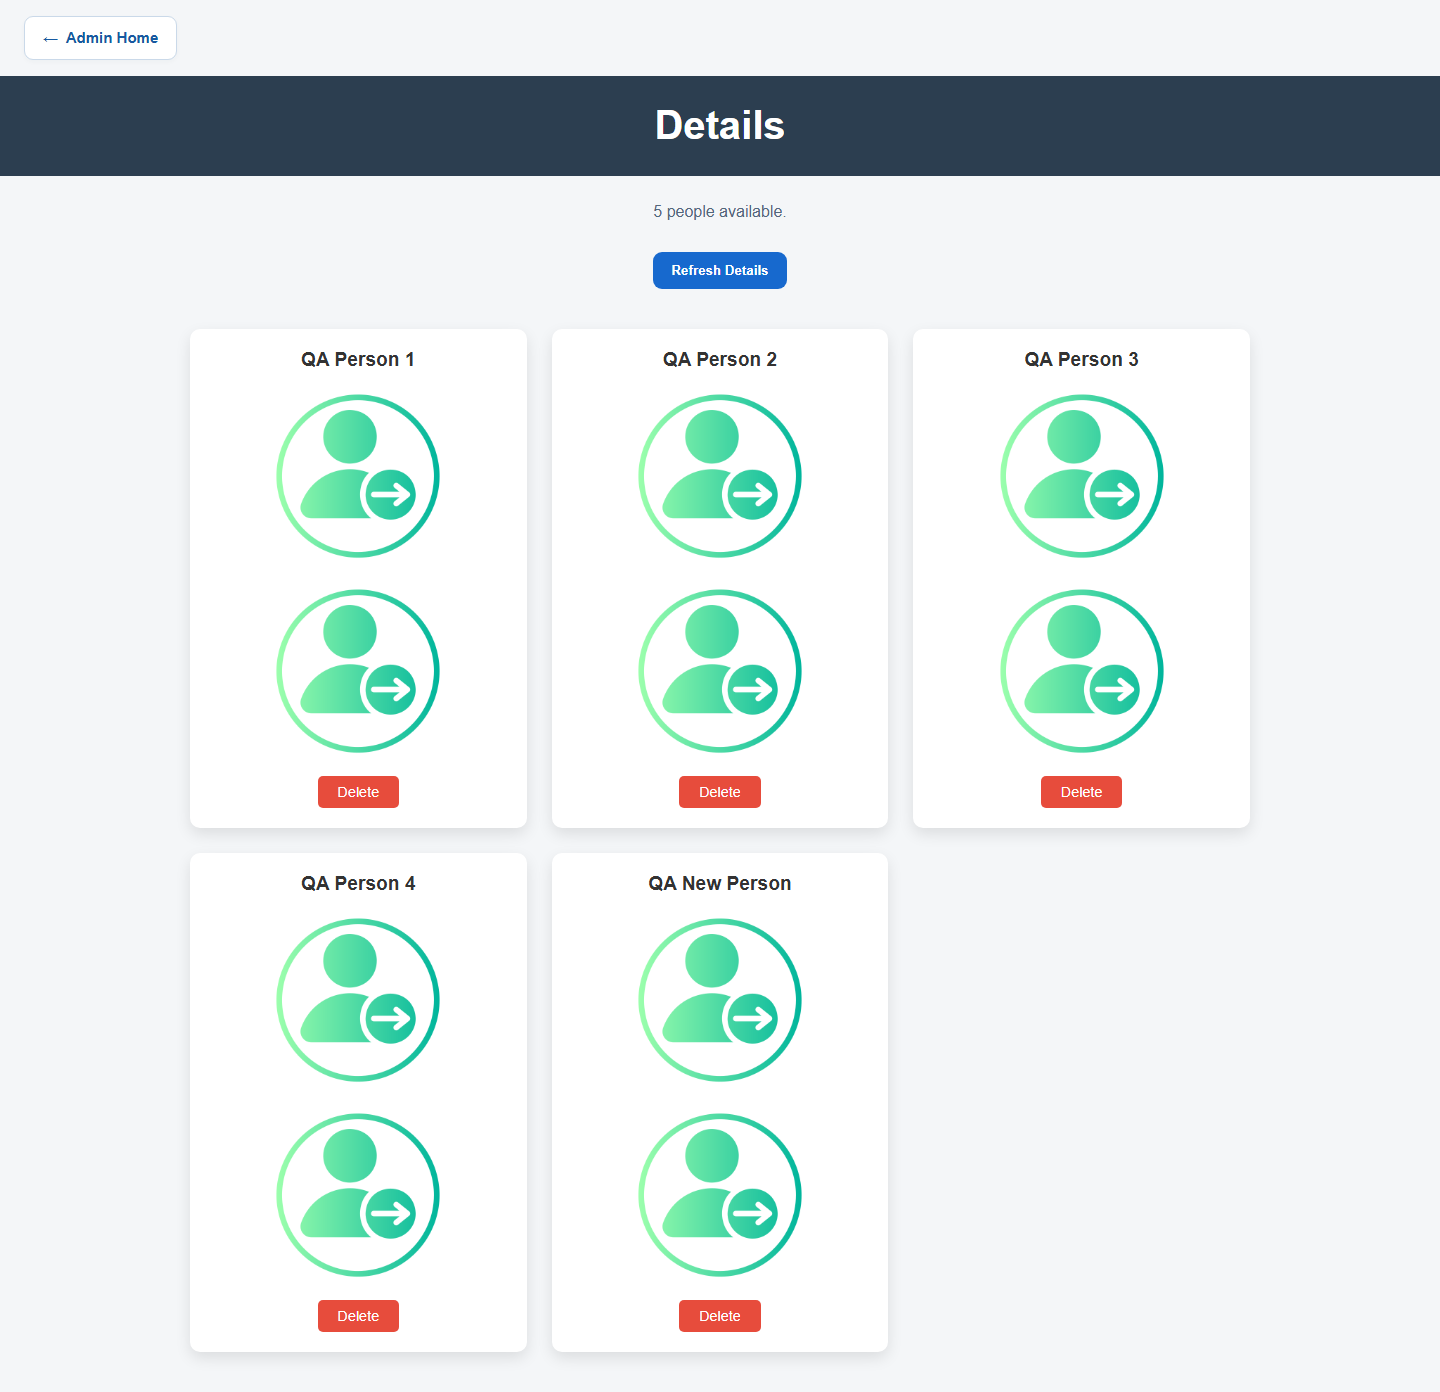 ← Admin Home
Details
5 people available.
Refresh Details
QA Person 1
QA Person 2
QA Person 3
Delete
Delete
Delete
QA Person 4
QA New Person
Delete
Delete